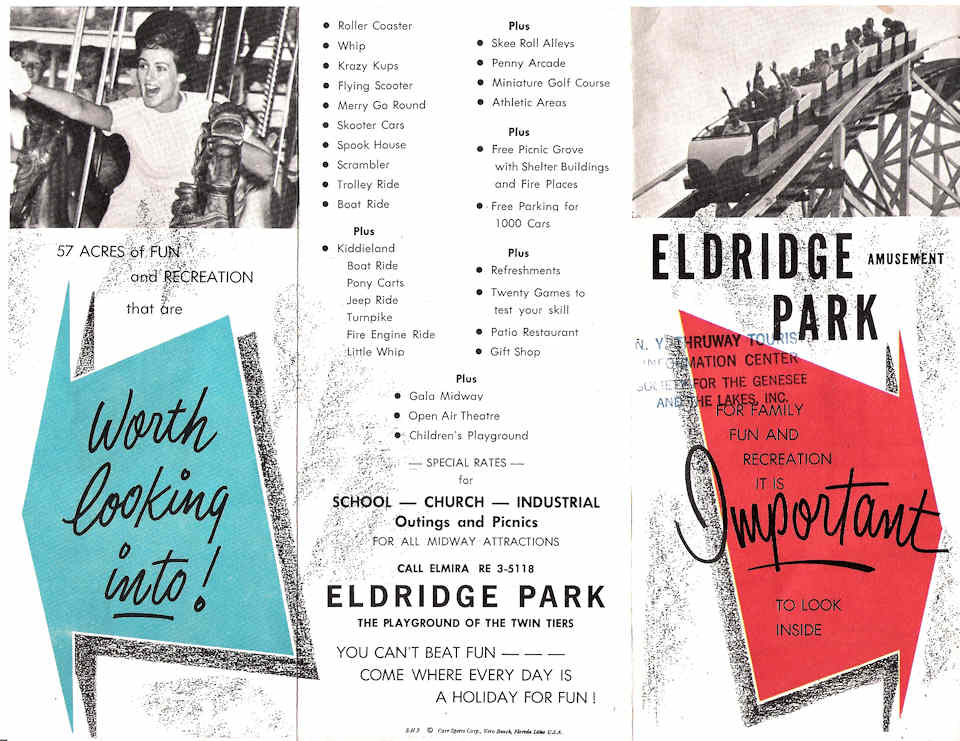 57 ACRES of FUN
and RECREATION
that are
Worth
looking
into!
• Roller Coaster
• Whip
• Krazy Kups
• Flying Scooter
• Merry Go Round
• Skooter Cars
• Spook House
• Scrambler
• Trolley Ride
• Boat Ride
Plus
• Kiddieland
Boat Ride
Pony Carts
Jeep Ride
Turnpike
Fire Engine Ride
Little Whip
Plus
• Skee Roll Alleys
• Penny Arcade
• Miniature Golf Course
• Athletic Areas
Plus
• Free Picnic Grove
with Shelter Buildings
and Fire Places
• Free Parking for
1000 Cars
Plus
• Refreshments
• Twenty Games to
test your skill
• Patio Restaurant
• Gift Shop
Plus
• Gala Midway
• Open Air Theatre
• Children's Playground
— SPECIAL RATES —
for
SCHOOL — CHURCH — INDUSTRIAL
Outings and Picnics
FOR ALL MIDWAY ATTRACTIONS
CALL ELMIRA RE 3-5118
ELDRIDGE PARK
THE PLAYGROUND OF THE TWIN TIERS
YOU CAN'T BEAT FUN — — —
COME WHERE EVERY DAY IS
A HOLIDAY FOR FUN!
© Vero Beach, Florida U.S.A.
ELDRIDGE AMUSEMENT
PARK
N. Y. THRUWAY TOURIST
INFORMATION CENTER
SOCIETY FOR THE GENESEE
AND THE LAKES, INC.
FOR FAMILY
FUN AND
RECREATION
IT IS
Important
TO LOOK
INSIDE